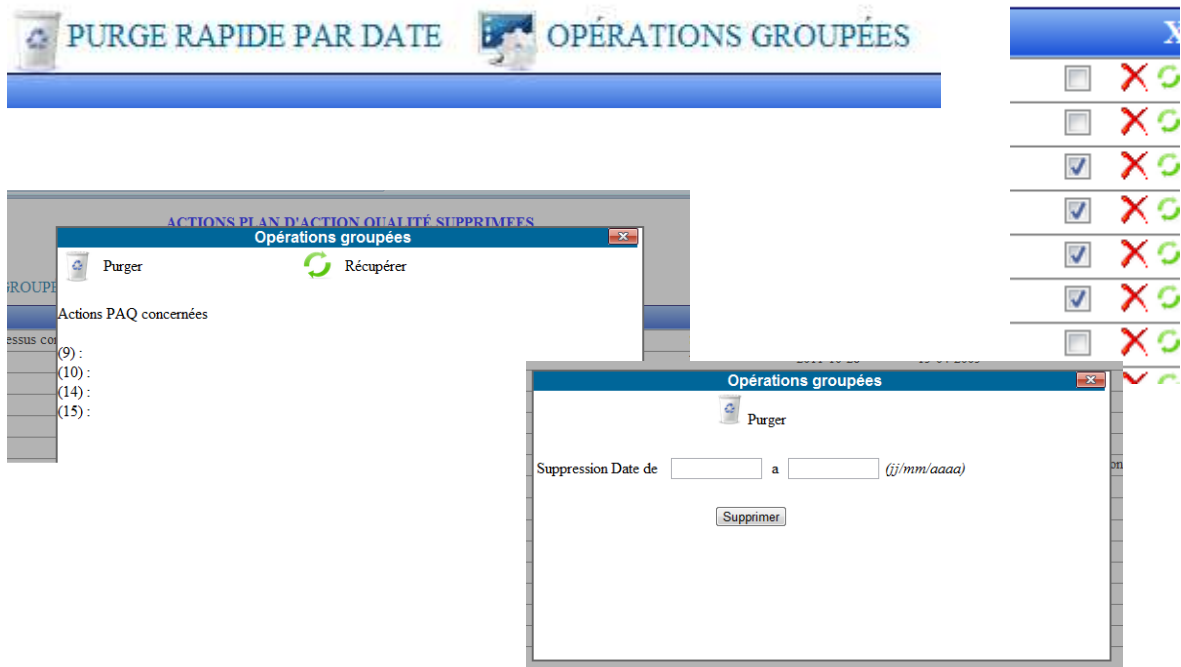 PURGE RAPIDE PAR DATE
OPÉRATIONS GROUPÉES
X
ACTIONS PLAN D'ACTION QUALITÉ SUPPRIMEES
Opérations groupées
Purger
Récupérer
Actions PAQ concernées
(9) :
(10) :
(14) :
(15) :
Opérations groupées
Purger
Suppression Date de
a
(jj/mm/aaaa)
Supprimer